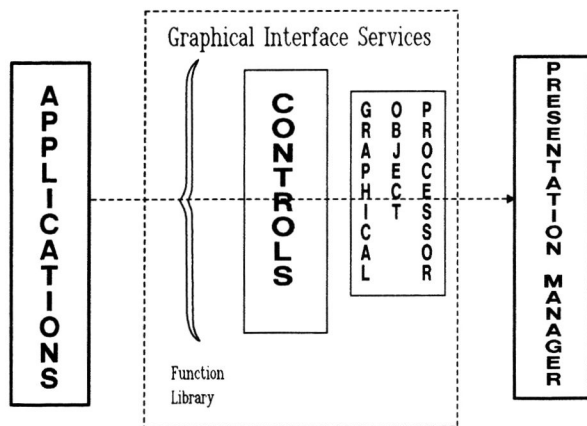 Graphical Interface Services
APPLICATIONS
CONTROLS
GRAPHICAL
OBJECT
PROCESSOR
PRESENTATION MANAGER
Function
Library